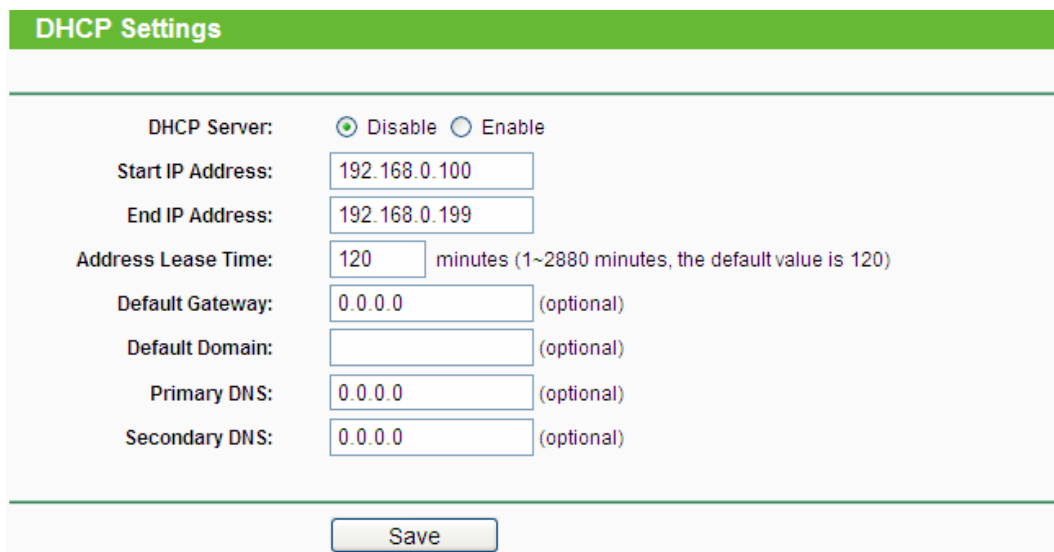 DHCP Settings
DHCP Server: Disable Enable
Start IP Address: 192.168.0.100
End IP Address: 192.168.0.199
Address Lease Time: 120 minutes (1~2880 minutes, the default value is 120)
Default Gateway: 0.0.0.0 (optional)
Default Domain: (optional)
Primary DNS: 0.0.0.0 (optional)
Secondary DNS: 0.0.0.0 (optional)
Save